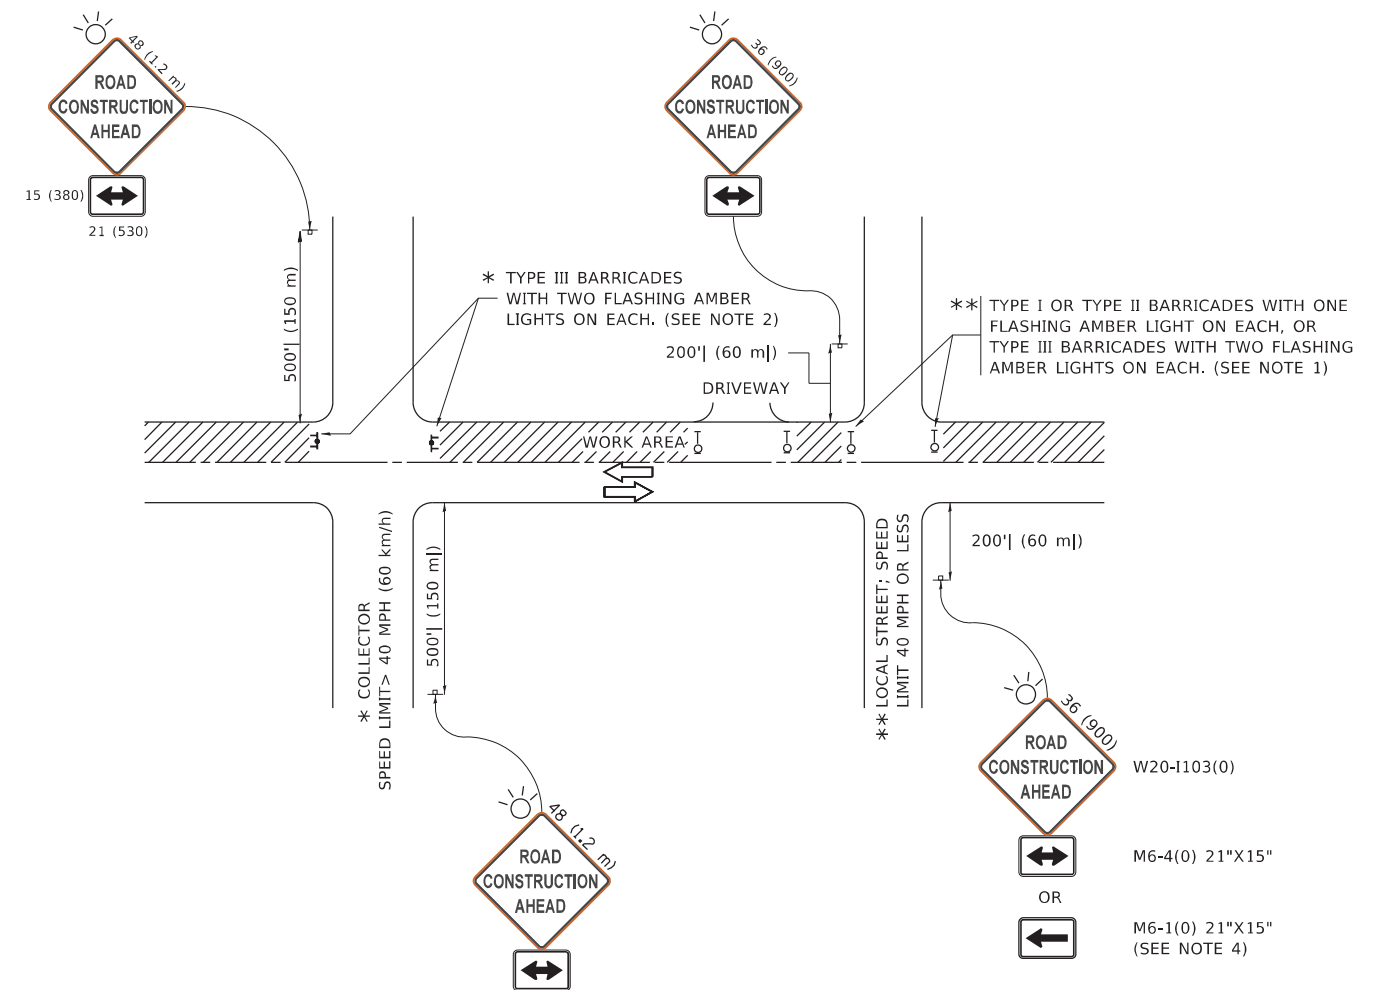 48 (1.2 m)
ROAD
CONSTRUCTION
AHEAD
15 (380)
21 (530)
36 (900)
ROAD
CONSTRUCTION
AHEAD
500'| (150 m)
* TYPE III BARRICADES
WITH TWO FLASHING AMBER
LIGHTS ON EACH. (SEE NOTE 2)
200'| (60 m|)
DRIVEWAY
** TYPE I OR TYPE II BARRICADES WITH ONE
FLASHING AMBER LIGHT ON EACH, OR
TYPE III BARRICADES WITH TWO FLASHING
AMBER LIGHTS ON EACH. (SEE NOTE 1)
WORK AREA
* COLLECTOR
SPEED LIMIT> 40 MPH (60 km/h)
500'| (150 m|)
** LOCAL STREET; SPEED
LIMIT 40 MPH OR LESS
200'| (60 m|)
48 (1.2 m)
ROAD
CONSTRUCTION
AHEAD
36 (900)
ROAD
CONSTRUCTION
AHEAD
W20-I103(0)
M6-4(0) 21"X15"
OR
M6-1(0) 21"X15"
(SEE NOTE 4)